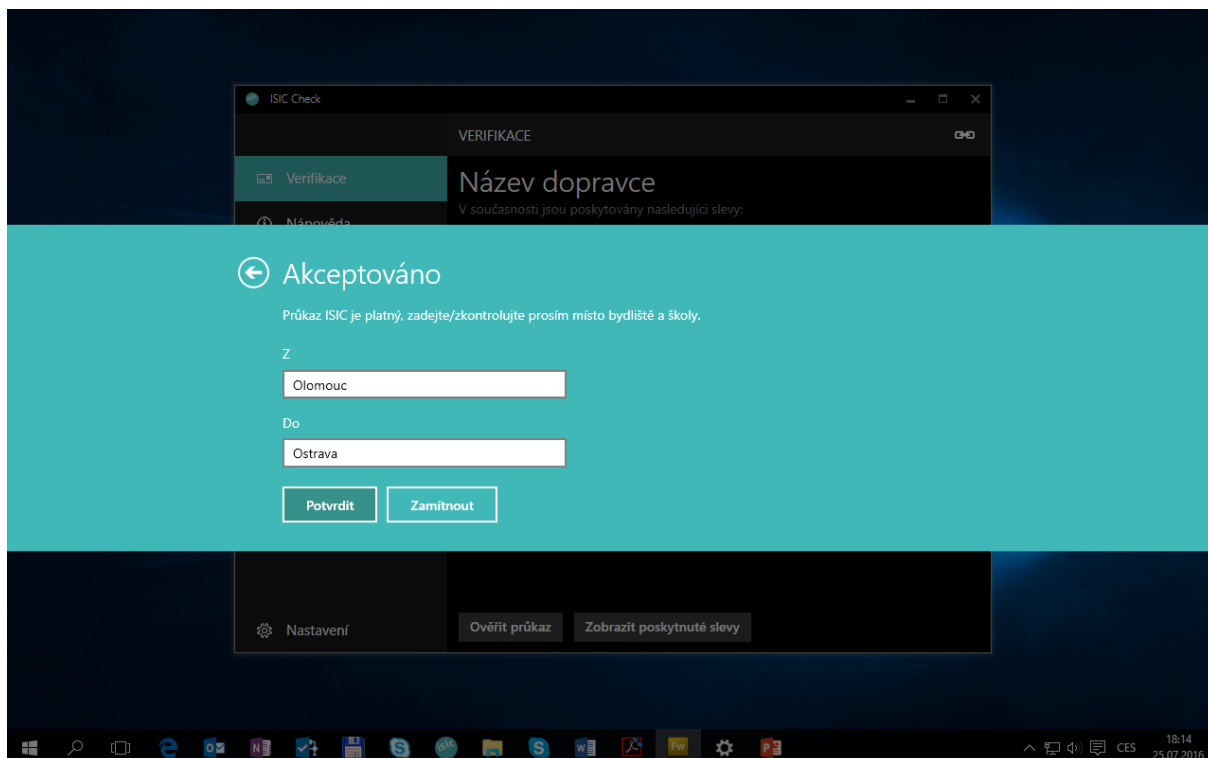 ISIC Check
VERIFIKACE
Verifikace
Název dopravce
V současnosti jsou poskytovány nasledující slevy:
Nápověda
Akceptováno
Průkaz ISIC je platný, zadejte/zkontrolujte prosím místo bydliště a školy.
Z
Olomouc
Do
Ostrava
Potvrdit
Zamítnout
Nastavení
Ověřit průkaz
Zobrazit poskytnuté slevy
CES
18:14
25.07.2016